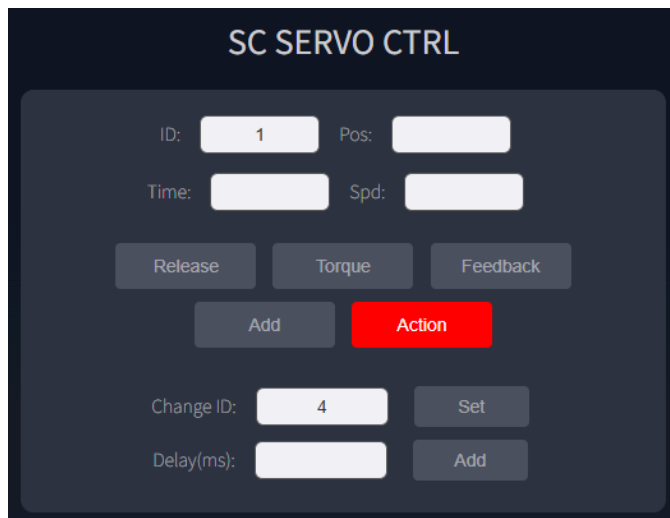 SC SERVO CTRL
ID: 1 Pos:
Time: Spd:
Release Torque Feedback
Add Action
Change ID: 4 Set
Delay(ms): Add